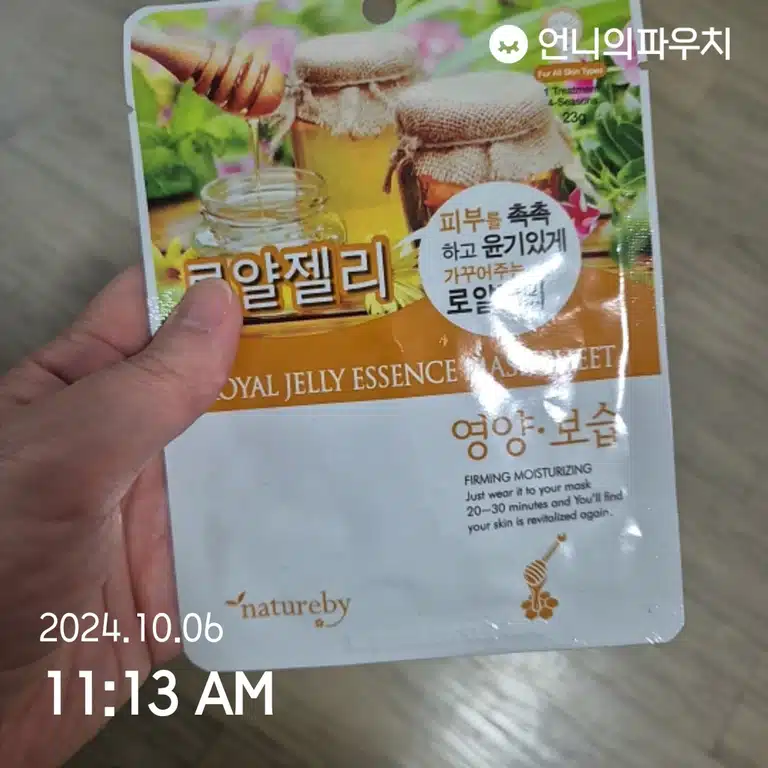 언니의파우치
For All Skin Types
1 Treatment
4-Seasons
23g
피부를 촉촉
하고 윤기있게
가꾸어주는
얄젤리
ROYAL JELLY ESSENCE MASK SHEET
영양·보습
FIRMING MOISTURIZING
Just wear it to your mask
20—30 minutes and You'll find
your skin is revitalized again.
natureby
2024.10.06
11:13 AM